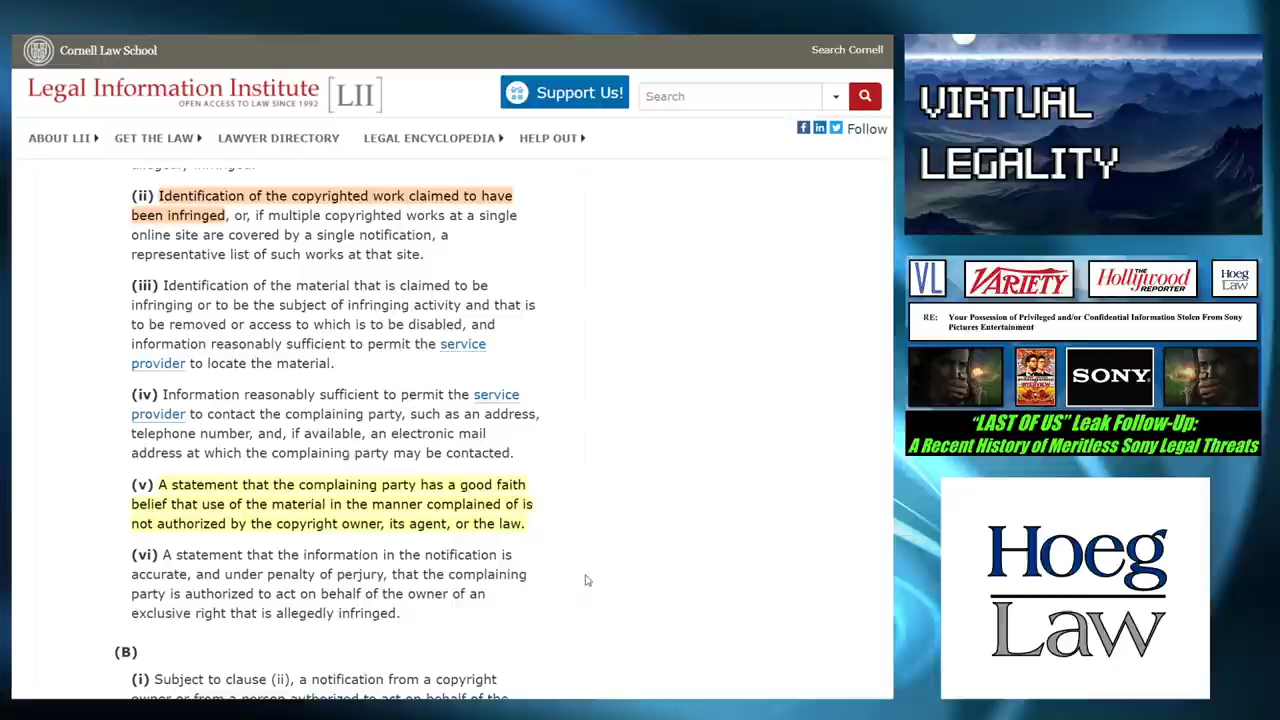 Cornell Law School
Search Cornell
Legal Information Institute [LII]
OPEN ACCESS TO LAW SINCE 1992
Support Us!
Search
ABOUT LII
GET THE LAW
LAWYER DIRECTORY
LEGAL ENCYCLOPEDIA
HELP OUT
Follow
(ii) Identification of the copyrighted work claimed to have
been infringed, or, if multiple copyrighted works at a single
online site are covered by a single notification, a
representative list of such works at that site.
(iii) Identification of the material that is claimed to be
infringing or to be the subject of infringing activity and that is
to be removed or access to which is to be disabled, and
information reasonably sufficient to permit the service
provider to locate the material.
(iv) Information reasonably sufficient to permit the service
provider to contact the complaining party, such as an address,
telephone number, and, if available, an electronic mail
address at which the complaining party may be contacted.
(v) A statement that the complaining party has a good faith
belief that use of the material in the manner complained of is
not authorized by the copyright owner, its agent, or the law.
(vi) A statement that the information in the notification is
accurate, and under penalty of perjury, that the complaining
party is authorized to act on behalf of the owner of an
exclusive right that is allegedly infringed.
(B)
(i) Subject to clause (ii), a notification from a copyright
owner or from a person authorized to act on behalf of the
VIRTUAL
LEGALITY
VL
VARIETY
THE
Hollywood
REPORTER
Hoeg
Law
RE: Your Possession of Privileged and/or Confidential Information Stolen From Sony
Pictures Entertainment
SONY
"LAST OF US" Leak Follow-Up:
A Recent History of Meritless Sony Legal Threats
Hoeg
Law